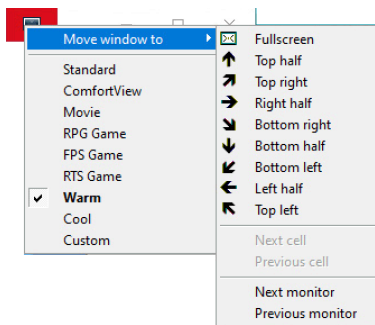 Move window to
Standard
ComfortView
Movie
RPG Game
FPS Game
RTS Game
Warm
Cool
Custom
Fullscreen
Top half
Top right
Right half
Bottom right
Bottom half
Bottom left
Left half
Top left
Next cell
Previous cell
Next monitor
Previous monitor